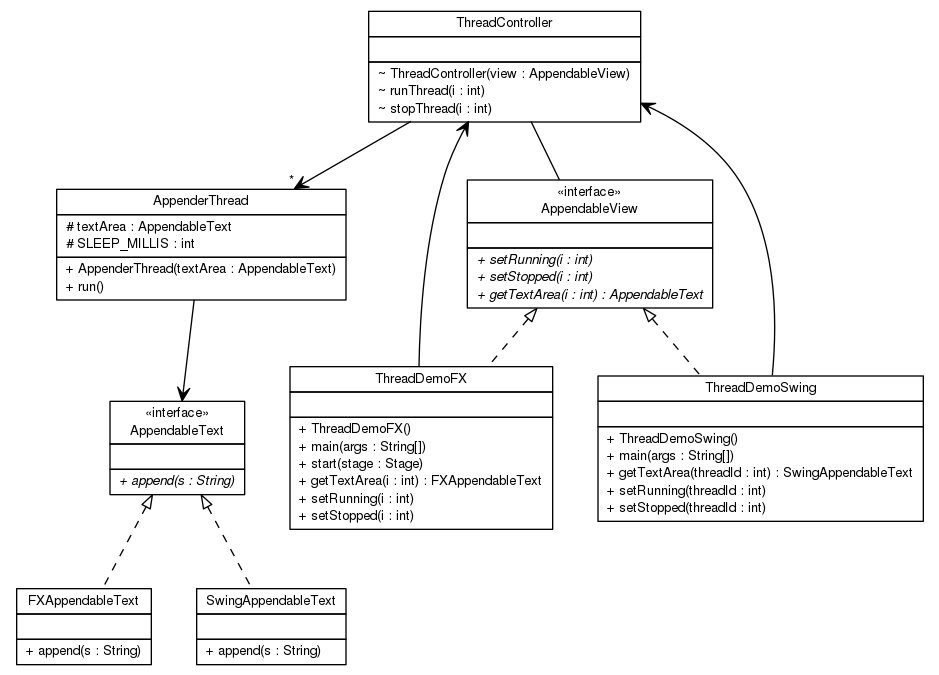 ThreadController
~ ThreadController(view : AppendableView)
~ runThread(i : int)
~ stopThread(i : int)
*
AppenderThread
# textArea : AppendableText
# SLEEP_MILLIS : int
+ AppenderThread(textArea : AppendableText)
+ run()
«interface»
AppendableView
+ setRunning(i : int)
+ setStopped(i : int)
+ getTextArea(i : int) : AppendableText
ThreadDemoFX
+ ThreadDemoFX()
+ main(args : String[])
+ start(stage : Stage)
+ getTextArea(i : int) : FXAppendableText
+ setRunning(i : int)
+ setStopped(i : int)
ThreadDemoSwing
+ ThreadDemoSwing()
+ main(args : String[])
+ getTextArea(threadId : int) : SwingAppendableText
+ setRunning(threadId : int)
+ setStopped(threadId : int)
«interface»
AppendableText
+ append(s : String)
FXAppendableText
+ append(s : String)
SwingAppendableText
+ append(s : String)